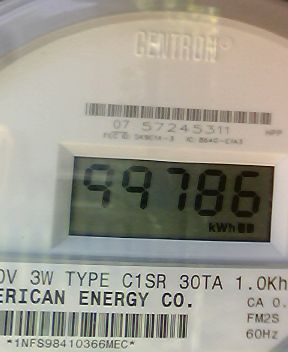 CENTRON®
07 57245311
HPP
99786
kWh
0V 3W TYPE C1SR 30TA 1.0Kh
ERICAN ENERGY CO.
CA 0.
FM2S
60Hz
*1NFS98410366MEC*